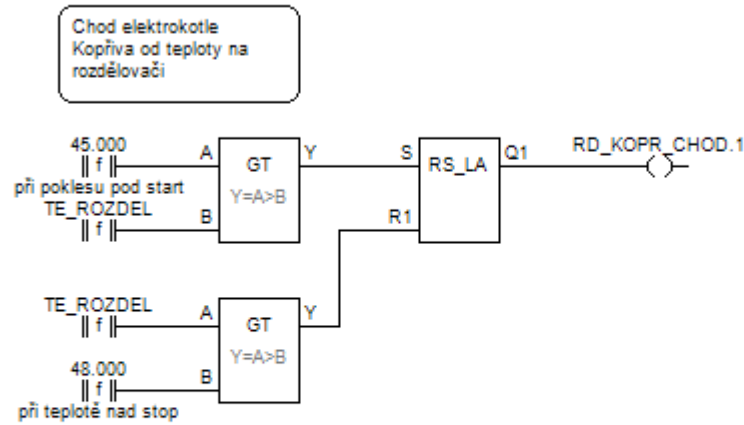 Chod elektrokotle
Kopřiva od teploty na
rozdělovači
45.000
f
při poklesu pod start
A
GT
Y
Y=A>B
TE_ROZDEL
f
B
S
RS_LA
Q1
R1
RD_KOPR_CHOD.1
TE_ROZDEL
f
A
GT
Y
Y=A>B
48.000
f
B
při teplotě nad stop